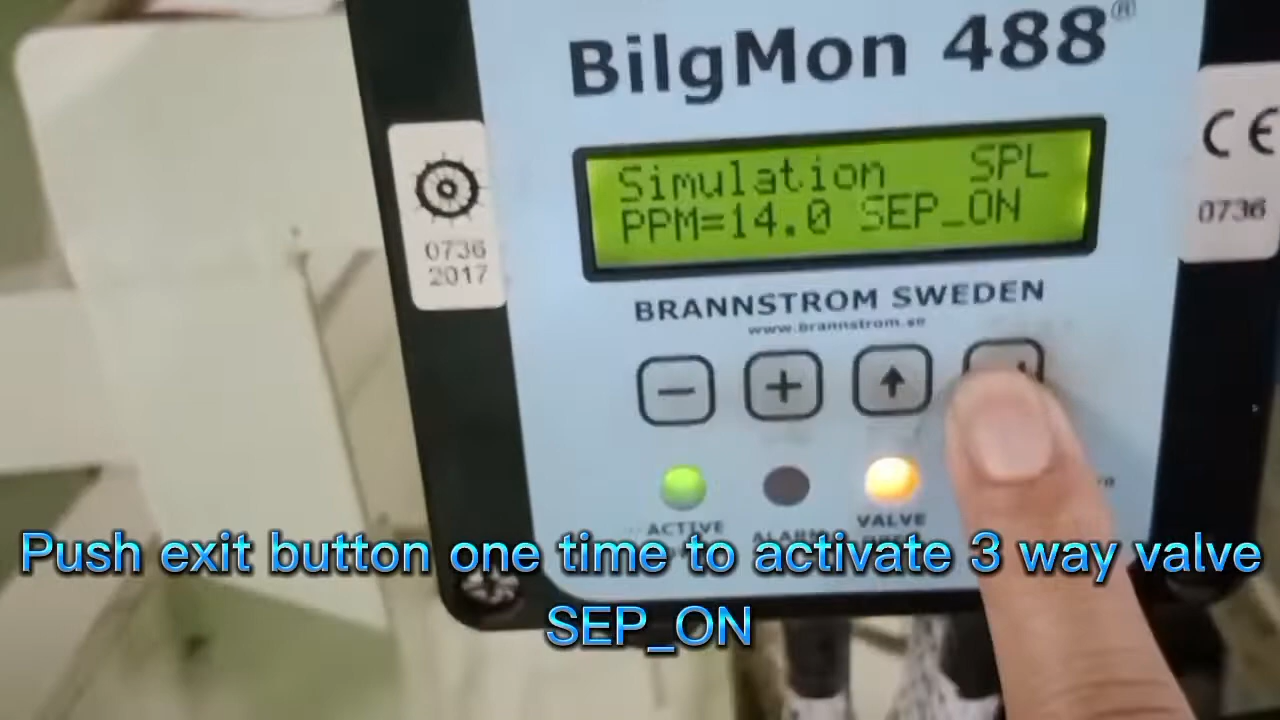 BilgMon 488®
Simulation SPL
PPM=14.0 SEP_ON
0736
2017
CE
0736
BRANNSTROM SWEDEN
www.brannstrom.se
ACTIVE
VALVE
Push exit button one time to activate 3 way valve
SEP_ON